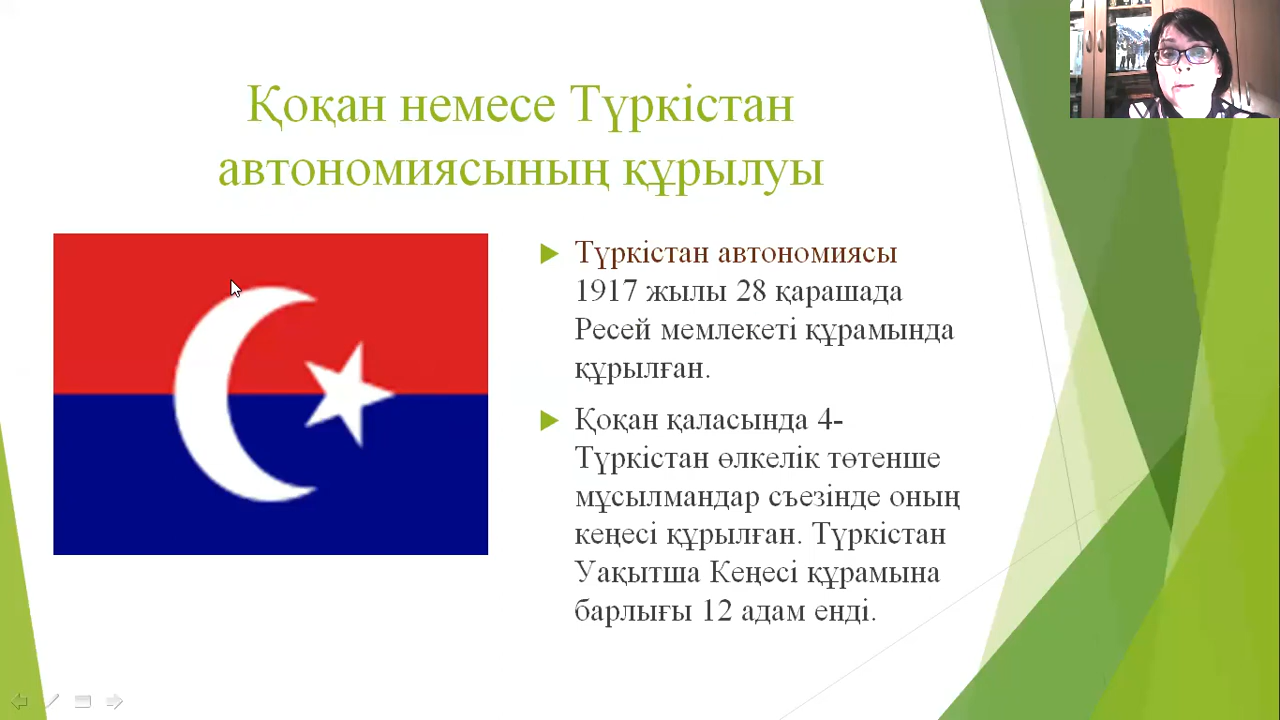 Қоқан немесе Түркістан
автономиясының құрылуы
Түркістан автономиясы
1917 жылы 28 қарашада
Ресей мемлекеті құрамында
құрылған.
Қоқан қаласында 4-
Түркістан өлкелік төтенше
мұсылмандар съезінде оның
кеңесі құрылған. Түркістан
Уақытша Кеңесі құрамына
барлығы 12 адам енді.